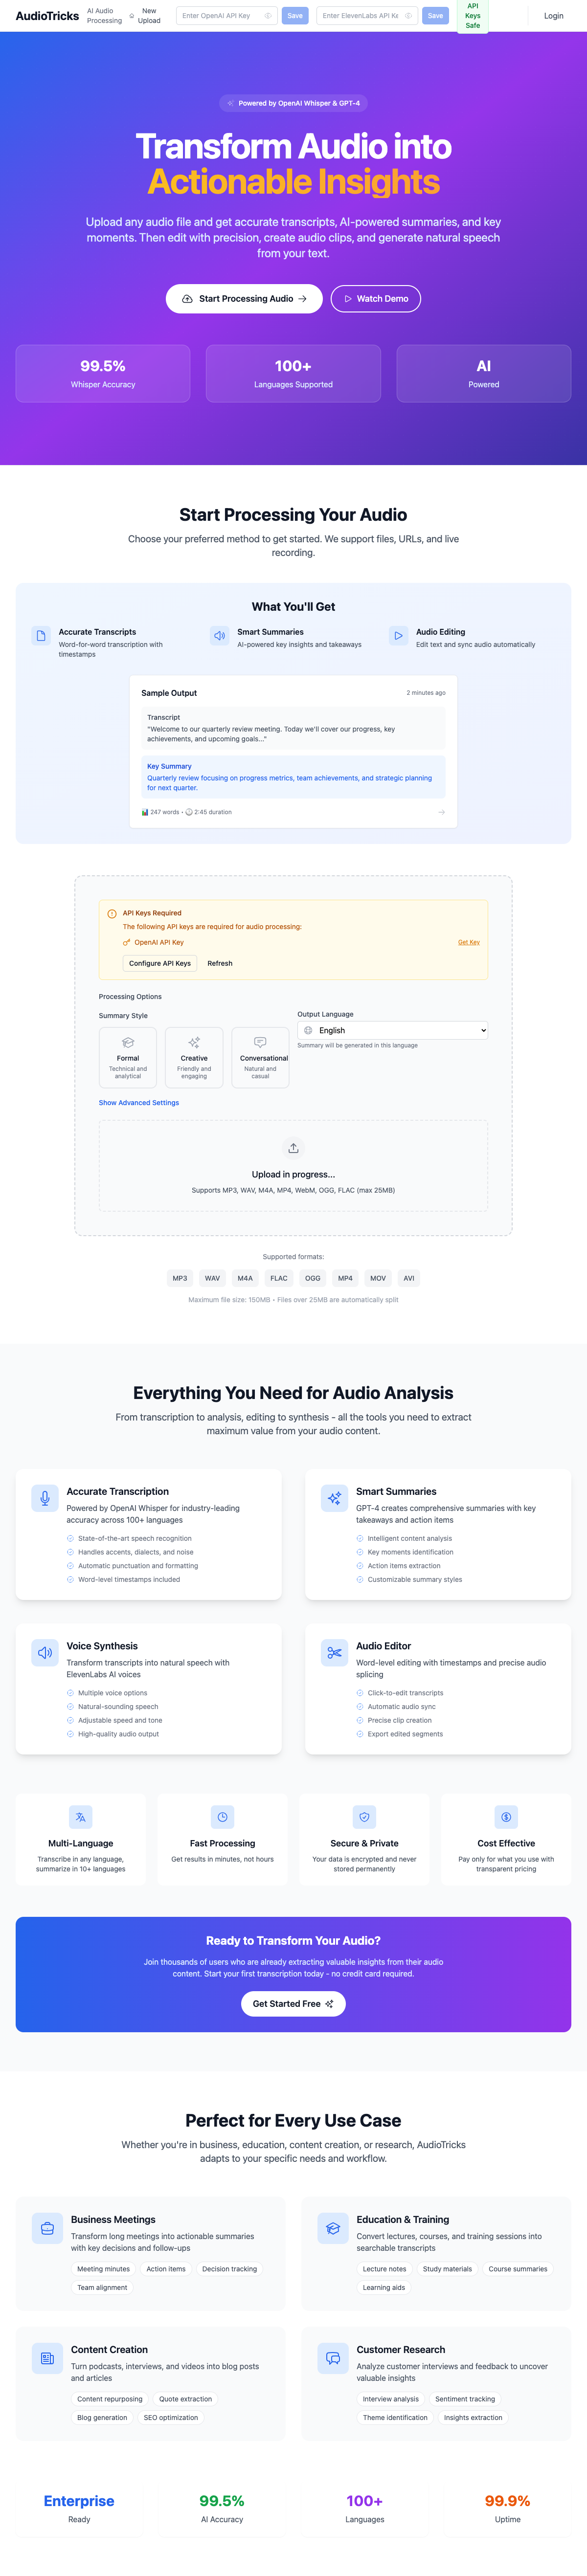 AudioTricks
AI Audio
Processing
New
Upload
Enter OpenAI API Key
Save
Enter ElevenLabs API Ke
Save
API
Keys
Safe
Login
Powered by OpenAI Whisper & GPT-4
Transform Audio into
Actionable Insights
Upload any audio file and get accurate transcripts, AI-powered summaries, and key
moments. Then edit with precision, create audio clips, and generate natural speech
from your text.
Start Processing Audio
Watch Demo
99.5%
Whisper Accuracy
100+
Languages Supported
AI
Powered
Start Processing Your Audio
Choose your preferred method to get started. We support files, URLs, and live
recording.
What You'll Get
Accurate Transcripts
Word-for-word transcription with
timestamps
Smart Summaries
AI-powered key insights and takeaways
Audio Editing
Edit text and sync audio automatically
Sample Output
2 minutes ago
Transcript
"Welcome to our quarterly review meeting. Today we'll cover our progress, key
achievements, and upcoming goals..."
Key Summary
Quarterly review focusing on progress metrics, team achievements, and strategic planning
for next quarter.
247 words • 2:45 duration
API Keys Required
The following API keys are required for audio processing:
OpenAI API Key
Get Key
Configure API Keys
Refresh
Processing Options
Summary Style
Formal
Technical and
analytical
Creative
Friendly and
engaging
Conversational
Natural and
casual
Output Language
English
Summary will be generated in this language
Show Advanced Settings
Upload in progress...
Supports MP3, WAV, M4A, MP4, WebM, OGG, FLAC (max 25MB)
Supported formats:
MP3
WAV
M4A
FLAC
OGG
MP4
MOV
AVI
Maximum file size: 150MB • Files over 25MB are automatically split
Everything You Need for Audio Analysis
From transcription to analysis, editing to synthesis - all the tools you need to extract
maximum value from your audio content.
Accurate Transcription
Powered by OpenAI Whisper for industry-leading
accuracy across 100+ languages
State-of-the-art speech recognition
Handles accents, dialects, and noise
Automatic punctuation and formatting
Word-level timestamps included
Smart Summaries
GPT-4 creates comprehensive summaries with key
takeaways and action items
Intelligent content analysis
Key moments identification
Action items extraction
Customizable summary styles
Voice Synthesis
Transform transcripts into natural speech with
ElevenLabs AI voices
Multiple voice options
Natural-sounding speech
Adjustable speed and tone
High-quality audio output
Audio Editor
Word-level editing with timestamps and precise audio
splicing
Click-to-edit transcripts
Automatic audio sync
Precise clip creation
Export edited segments
Multi-Language
Transcribe in any language,
summarize in 10+ languages
Fast Processing
Get results in minutes, not hours
Secure & Private
Your data is encrypted and never
stored permanently
Cost Effective
Pay only for what you use with
transparent pricing
Ready to Transform Your Audio?
Join thousands of users who are already extracting valuable insights from their audio
content. Start your first transcription today - no credit card required.
Get Started Free
Perfect for Every Use Case
Whether you're in business, education, content creation, or research, AudioTricks
adapts to your specific needs and workflow.
Business Meetings
Transform long meetings into actionable summaries
with key decisions and follow-ups
Meeting minutes
Action items
Decision tracking
Team alignment
Education & Training
Convert lectures, courses, and training sessions into
searchable transcripts
Lecture notes
Study materials
Course summaries
Learning aids
Content Creation
Turn podcasts, interviews, and videos into blog posts
and articles
Content repurposing
Quote extraction
Blog generation
SEO optimization
Customer Research
Analyze customer interviews and feedback to uncover
valuable insights
Interview analysis
Sentiment tracking
Theme identification
Insights extraction
Enterprise
Ready
99.5%
AI Accuracy
100+
Languages
99.9%
Uptime